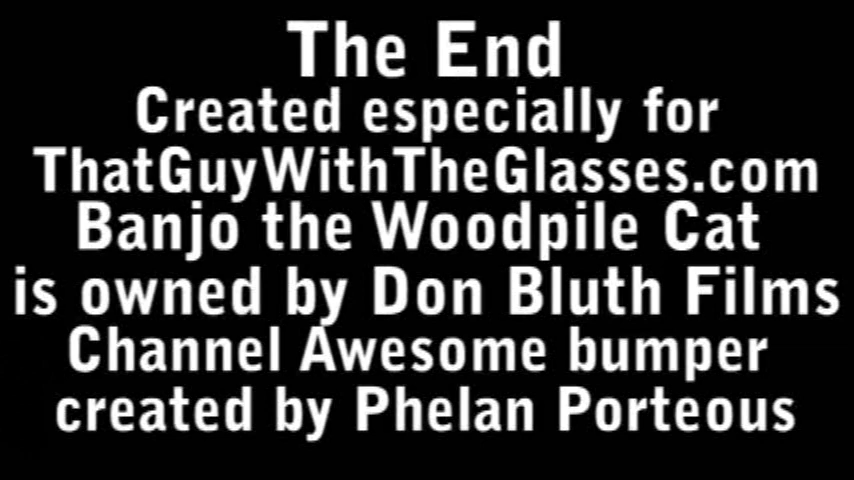 The End
Created especially for
ThatGuyWithTheGlasses.com
Banjo the Woodpile Cat
is owned by Don Bluth Films
Channel Awesome bumper
created by Phelan Porteous